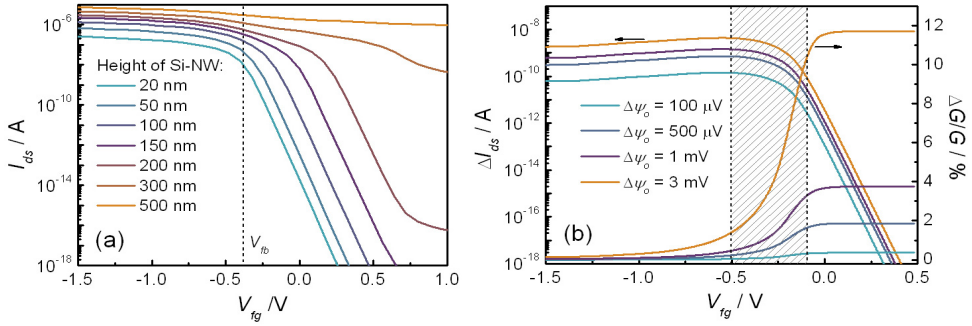 10^-6
10^-10
10^-14
10^-18
I_ds / A
Height of Si-NW:
20 nm
50 nm
100 nm
150 nm
200 nm
300 nm
500 nm
(a)
V_fb
-1.5 -1.0 -0.5 0.0 0.5 1.0
V_fg /V
10^-8
10^-10
10^-12
10^-14
10^-16
10^-18
ΔI_ds / A
Δψ_o = 100 μV
Δψ_o = 500 μV
Δψ_o = 1 mV
Δψ_o = 3 mV
(b)
12
10
8
6
4
2
0
ΔG/G / %
-1.5 -1.0 -0.5 0.0 0.5
V_fg / V